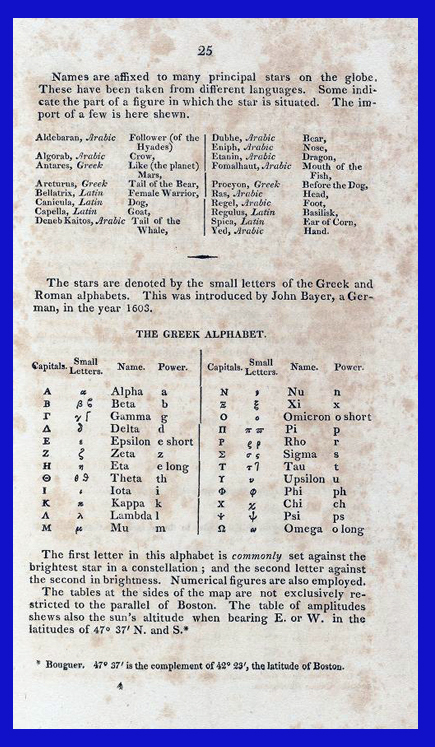 25
Names are affixed to many principal stars on the globe.
These have been taken from different languages. Some indi-
cate the part of a figure in which the star is situated. The im-
port of a few is here shewn.
Aldebaran, Arabic Follower (of the
Hyades)
Algorab, Arabic Crow,
Antares, Greek Like (the planet)
Mars,
Arcturus, Greek Tail of the Bear,
Bellatrix, Latin Female Warrior,
Canicula, Latin Dog,
Capella, Latin Goat,
Deneb Kaitos, Arabic Tail of the
Whale,
Dubhe, Arabic Bear,
Eniph, Arabic Nose,
Etanin, Arabic Dragon,
Fomalhaut, Arabic Mouth of the
Fish,
Procyon, Greek Before the Dog,
Ras, Arabic Head,
Regel, Arabic Foot,
Regulus, Latin Basilisk,
Spica, Latin Ear of Corn,
Yed, Arabic Hand.
The stars are denoted by the small letters of the Greek and
Roman alphabets. This was introduced by John Bayer, a Ger-
man, in the year 1603.
THE GREEK ALPHABET.
Capitals. Small Letters. Name. Power.
Α α Alpha a
Β β ϐ Beta b
Γ γ Gamma g
Δ δ Delta d
Ε ε Epsilon e short
Ζ ζ Zeta z
Η η Eta e long
Θ θ ϑ Theta th
Ι ι Iota i
Κ κ Kappa k
Λ λ Lambda l
Μ μ Mu m
Capitals. Small Letters. Name. Power.
Ν ν Nu n
Ξ ξ Xi x
Ο ο Omicron o short
Π π ϖ Pi p
Ρ ρ ϱ Rho r
Σ σ ς Sigma s
Τ τ 7 Tau t
Υ υ Upsilon u
Φ φ Phi ph
Χ χ Chi ch
Ψ ψ Psi ps
Ω ω Omega o long
The first letter in this alphabet is commonly set against the
brightest star in a constellation ; and the second letter against
the second in brightness. Numerical figures are also employed.
The tables at the sides of the map are not exclusively re-
stricted to the parallel of Boston. The table of amplitudes
shews also the sun's altitude when bearing E. or W. in the
latitudes of 47° 37′ N. and S.*
* Bouguer. 47° 37′ is the complement of 42° 23′, the latitude of Boston.
4